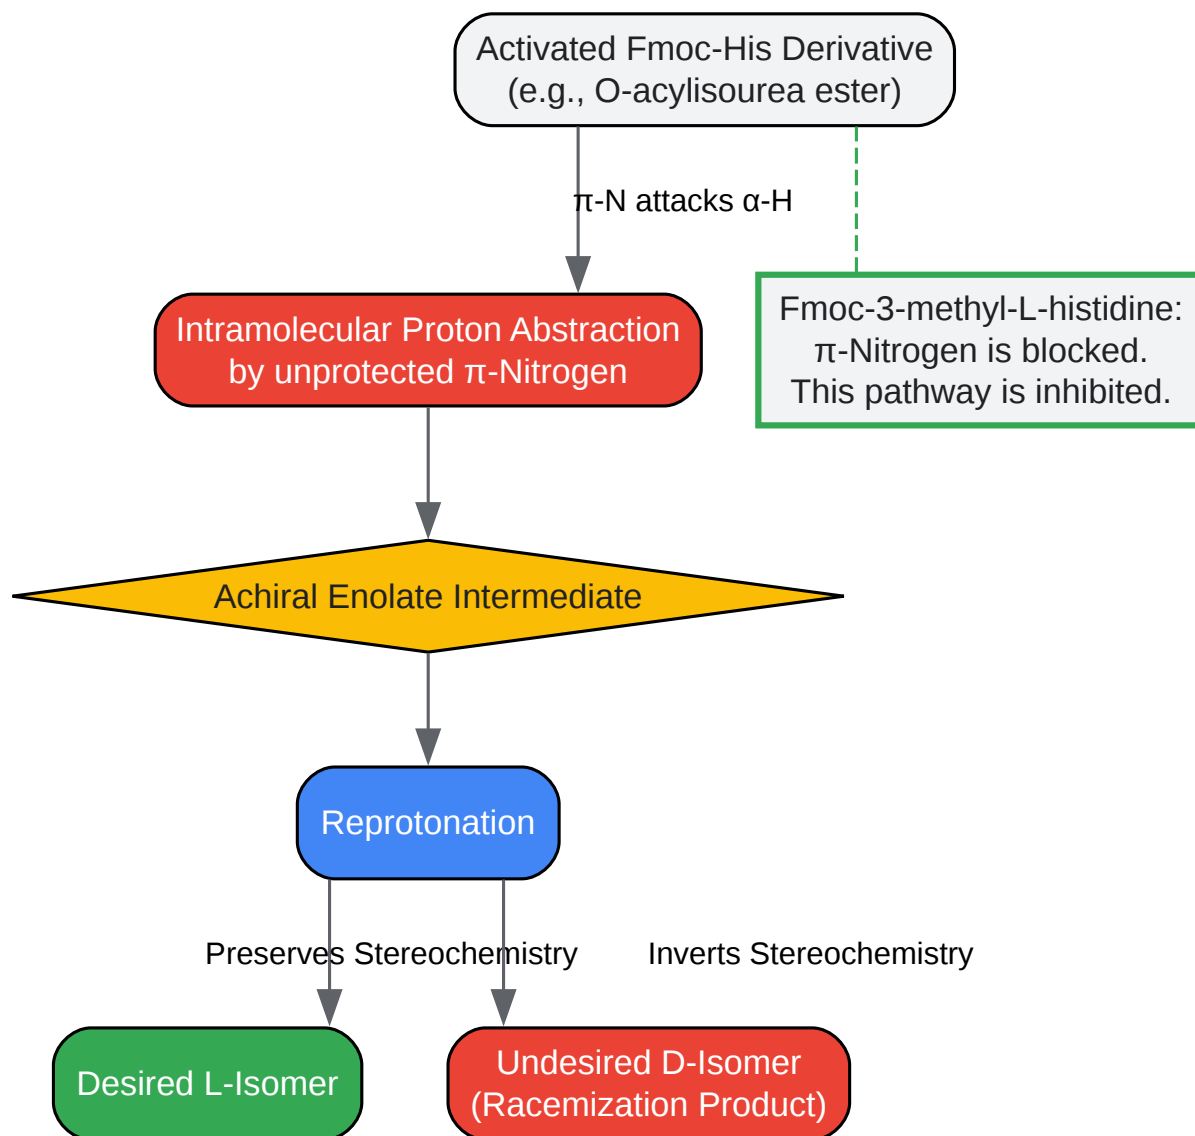 Activated Fmoc-His Derivative
(e.g., O-acylisourea ester)
π-N attacks α-H
Fmoc-3-methyl-L-histidine:
π-Nitrogen is blocked.
This pathway is inhibited.
Intramolecular Proton Abstraction
by unprotected π-Nitrogen
Achiral Enolate Intermediate
Reprotonation
Preserves Stereochemistry
Inverts Stereochemistry
Desired L-Isomer
Undesired D-Isomer
(Racemization Product)